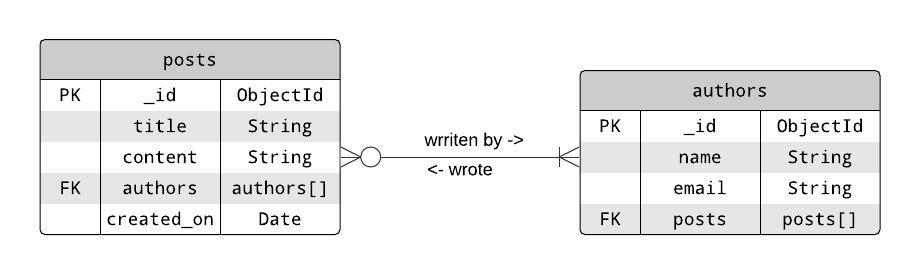 posts
PK _id ObjectId
title String
content String
FK authors authors[]
created_on Date
wrriten by ->
<- wrote
authors
PK _id ObjectId
name String
email String
FK posts posts[]